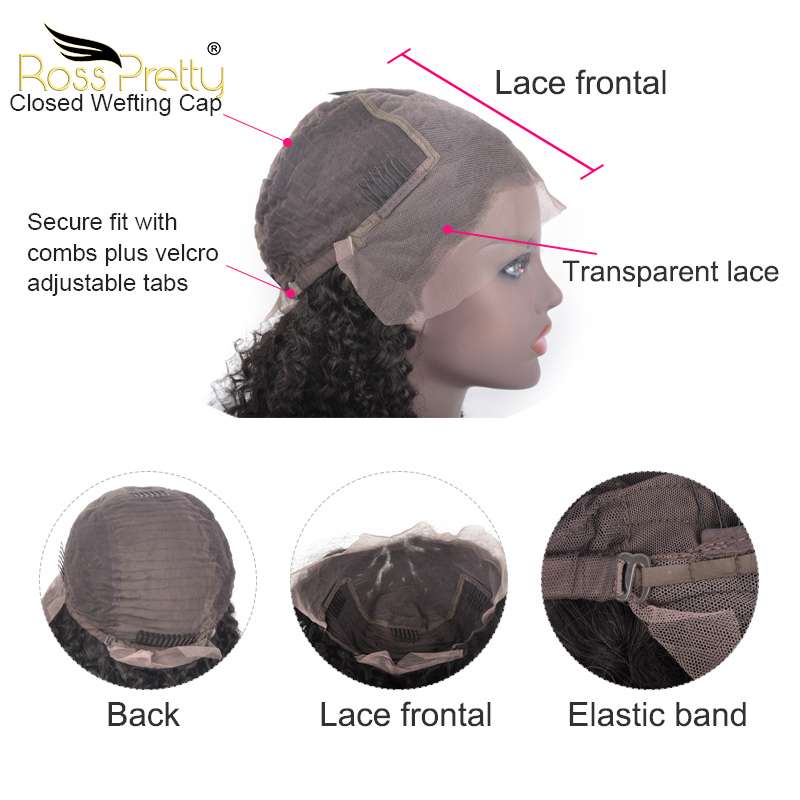 Ross Pretty®
Closed Wefting Cap
Lace frontal
Secure fit with
combs plus velcro
adjustable tabs
Transparent lace
Back
Lace frontal
Elastic band